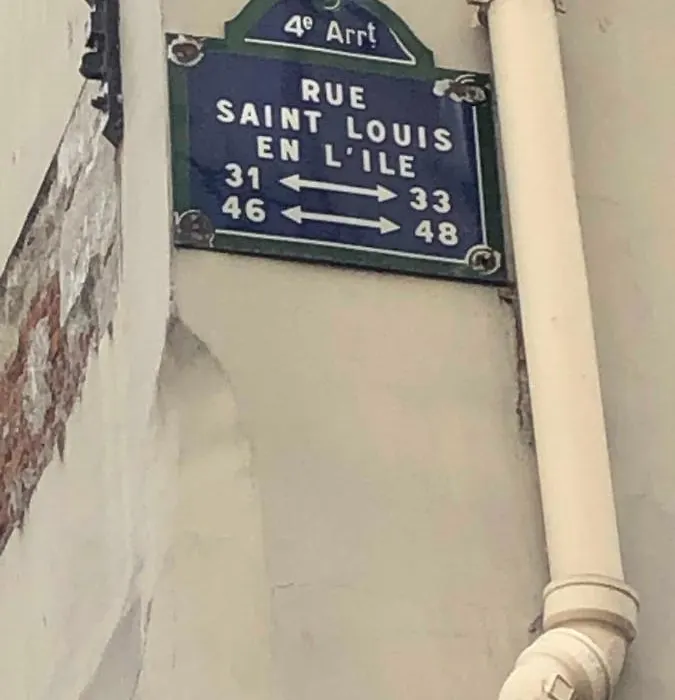 4e Arrt
RUE
SAINT LOUIS
EN L'ILE
31 ⟷ 33
46 ⟷ 48